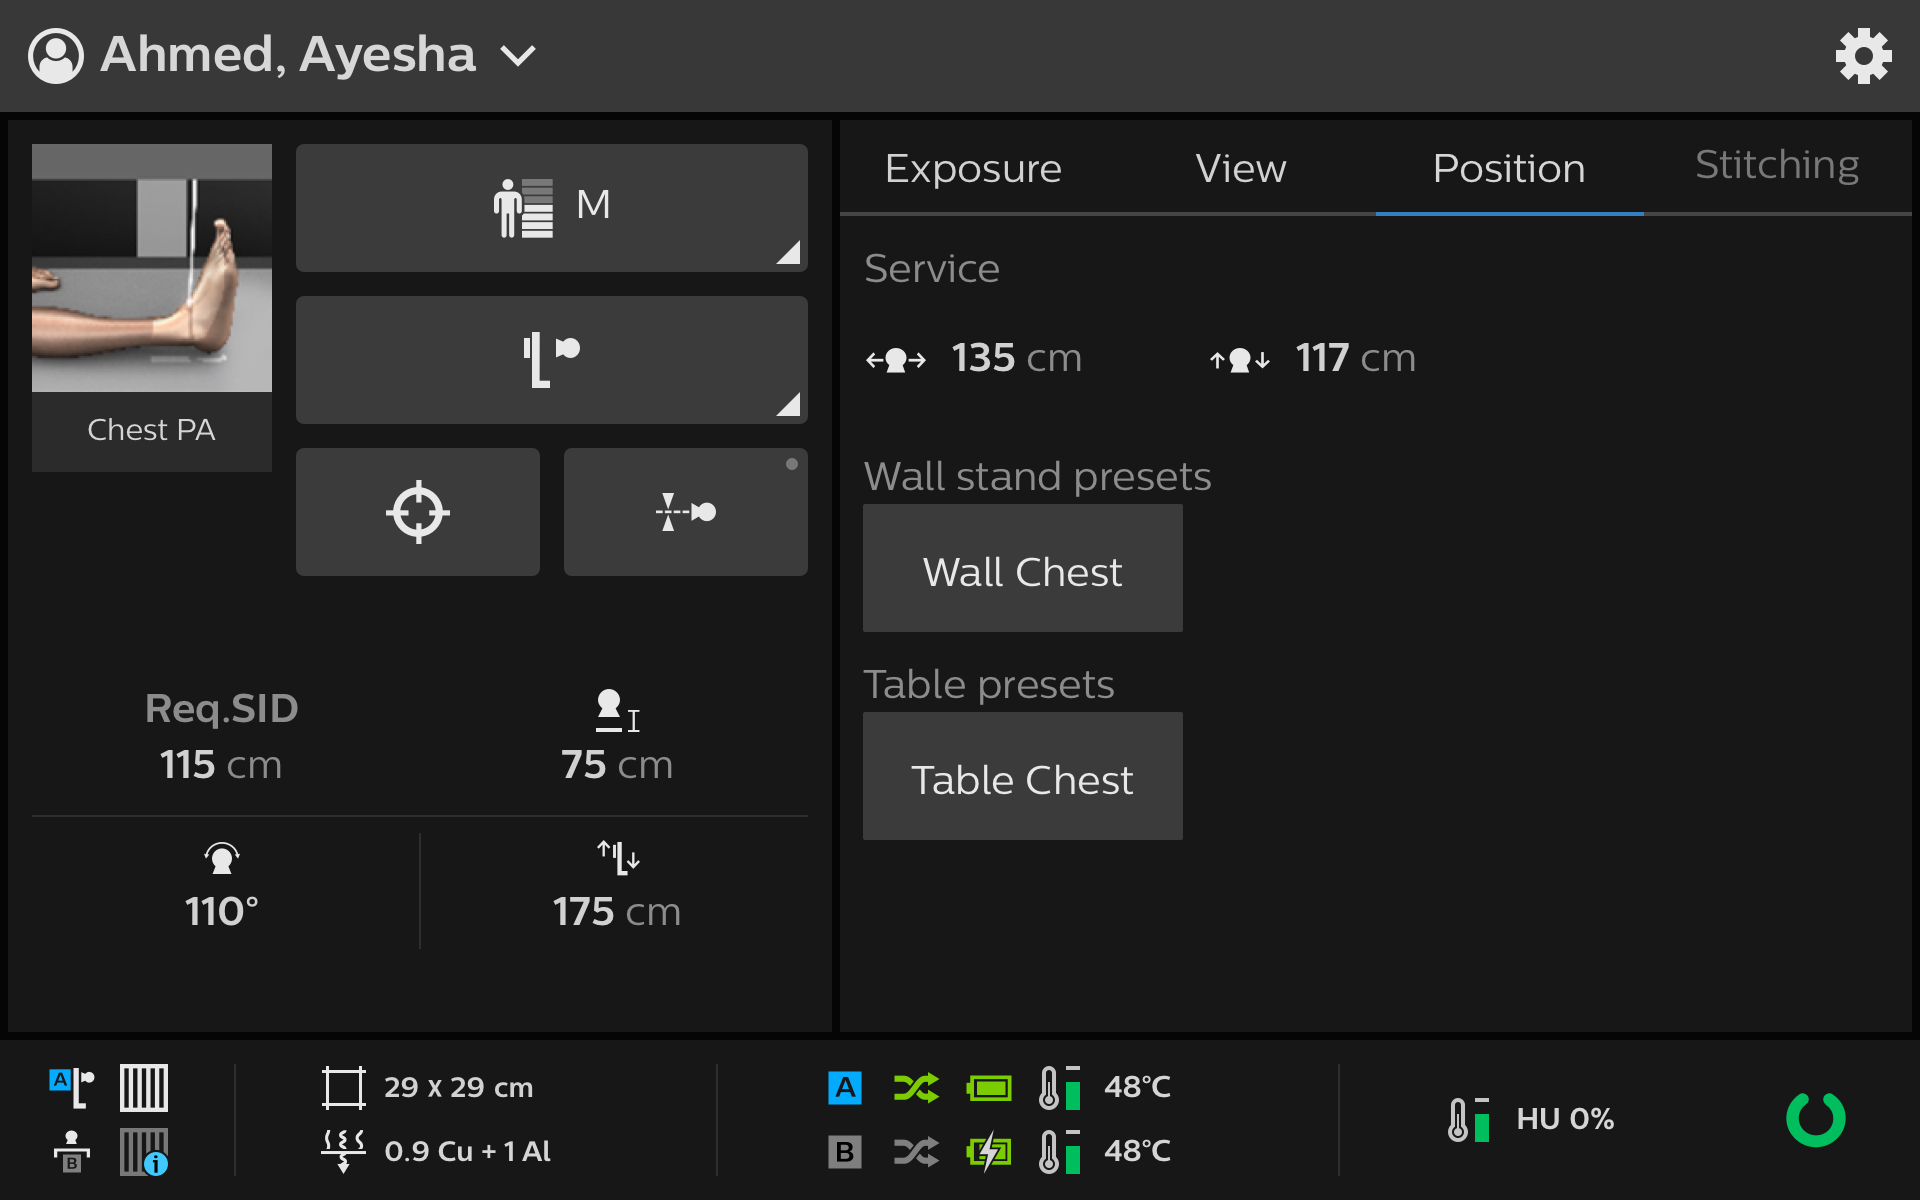 Ahmed, Ayesha
Chest PA
M
Req.SID
115 cm
75 cm
110°
175 cm
Exposure
View
Position
Stitching
Service
135 cm
117 cm
Wall stand presets
Wall Chest
Table presets
Table Chest
A
B
i
29 x 29 cm
0.9 Cu + 1 Al
A
48°C
B
48°C
HU 0%